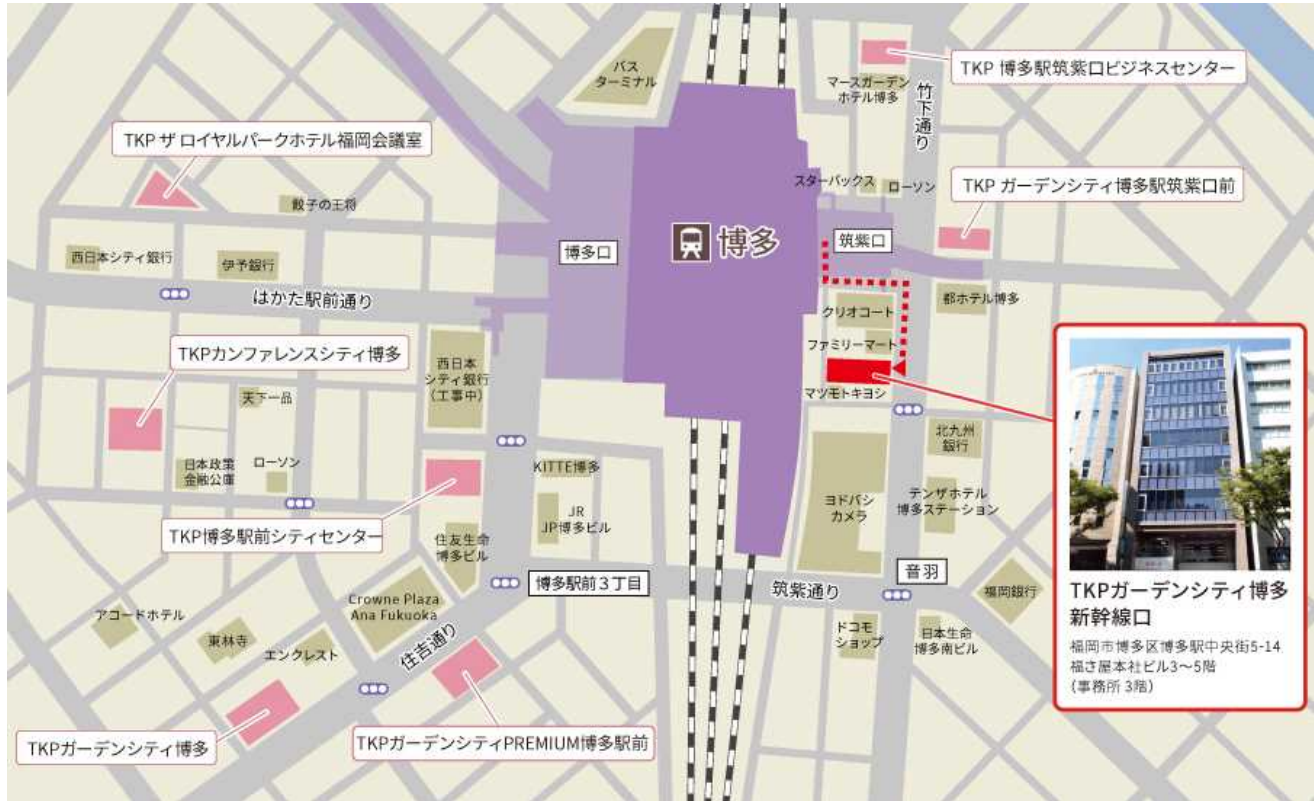 バス
ターミナル
マースガーデン
ホテル博多
TKP 博多駅筑紫口ビジネスセンター
竹下通り
TKP ザ ロイヤルパークホテル福岡会議室
餃子の王将
スターバックス
ローソン
TKP ガーデンシティ博多駅筑紫口前
西日本シティ銀行
伊予銀行
博多口
博多
筑紫口
はかた駅前通り
クリオコート
都ホテル博多
ファミリーマート
TKPカンファレンスシティ博多
西日本
シティ銀行
(工事中)
マツモトキヨシ
天下一品
北九州
銀行
日本政策
金融公庫
ローソン
KITTE博多
JR
JP博多ビル
ヨドバシ
カメラ
テンザホテル
博多ステーション
TKP博多駅前シティセンター
住友生命
博多ビル
博多駅前3丁目
筑紫通り
音羽
福岡銀行
アコードホテル
東林寺
エンクレスト
Crowne Plaza
Ana Fukuoka
住吉通り
ドコモ
ショップ
日本生命
博多南ビル
TKPガーデンシティ博多
TKPガーデンシティPREMIUM博多駅前
TKPガーデンシティ博多
新幹線口
福岡市博多区博多駅中央街5-14
福さ屋本社ビル3〜5階
(事務所 3階)